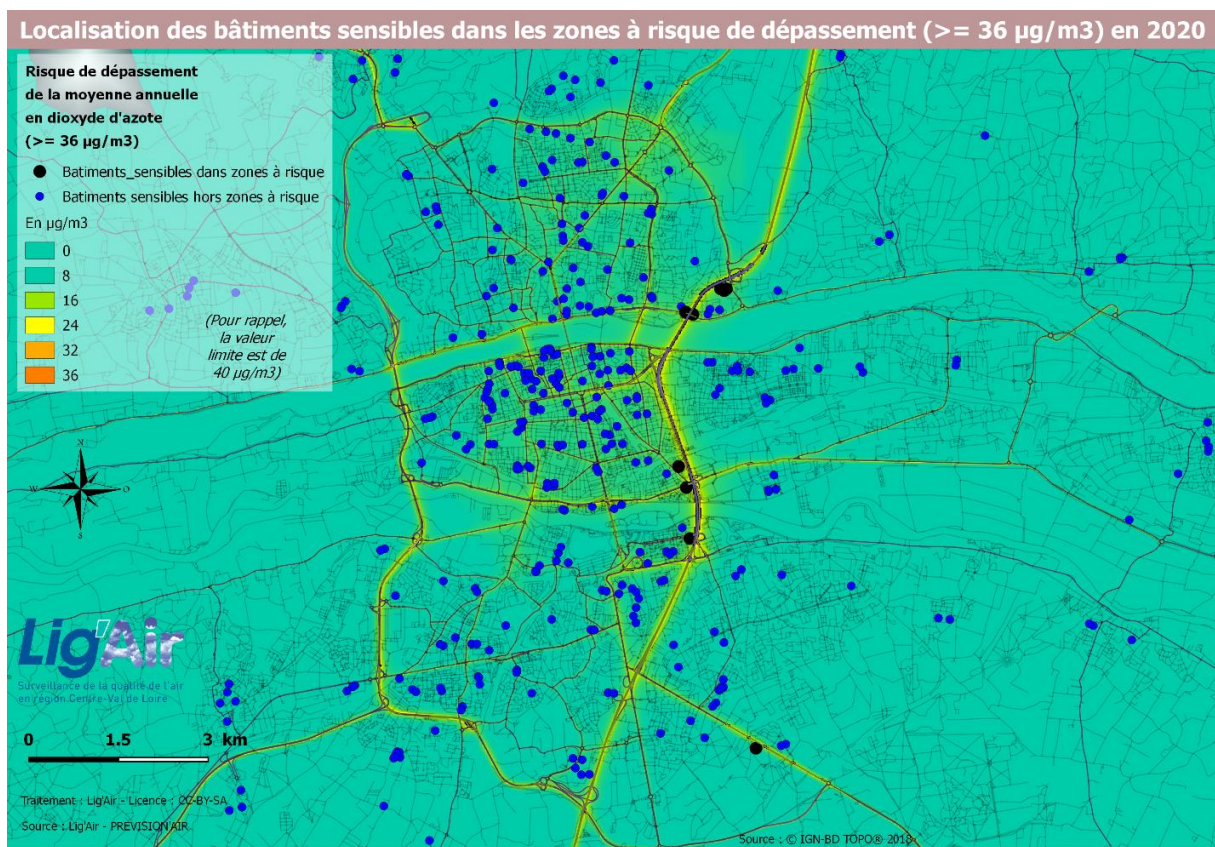 Localisation des bâtiments sensibles dans les zones à risque de dépassement (>= 36 µg/m3) en 2020
Risque de dépassement
de la moyenne annuelle
en dioxyde d'azote
(>= 36 µg/m3)
Batiments_sensibles dans zones à risque
Batiments sensibles hors zones à risque
En µg/m3
0
8
16
24
32
36
(Pour rappel,
la valeur
limite est de
40 µg/m3)
N
W
O
S
Lig'Air
Surveillance de la qualité de l'air
en région Centre-Val de Loire
0 1.5 3 km
Traitement : Lig'Air - Licence : CC-BY-SA
Source : Lig'Air - PREVISION'AIR
Source : © IGN-BD TOPO® 2018